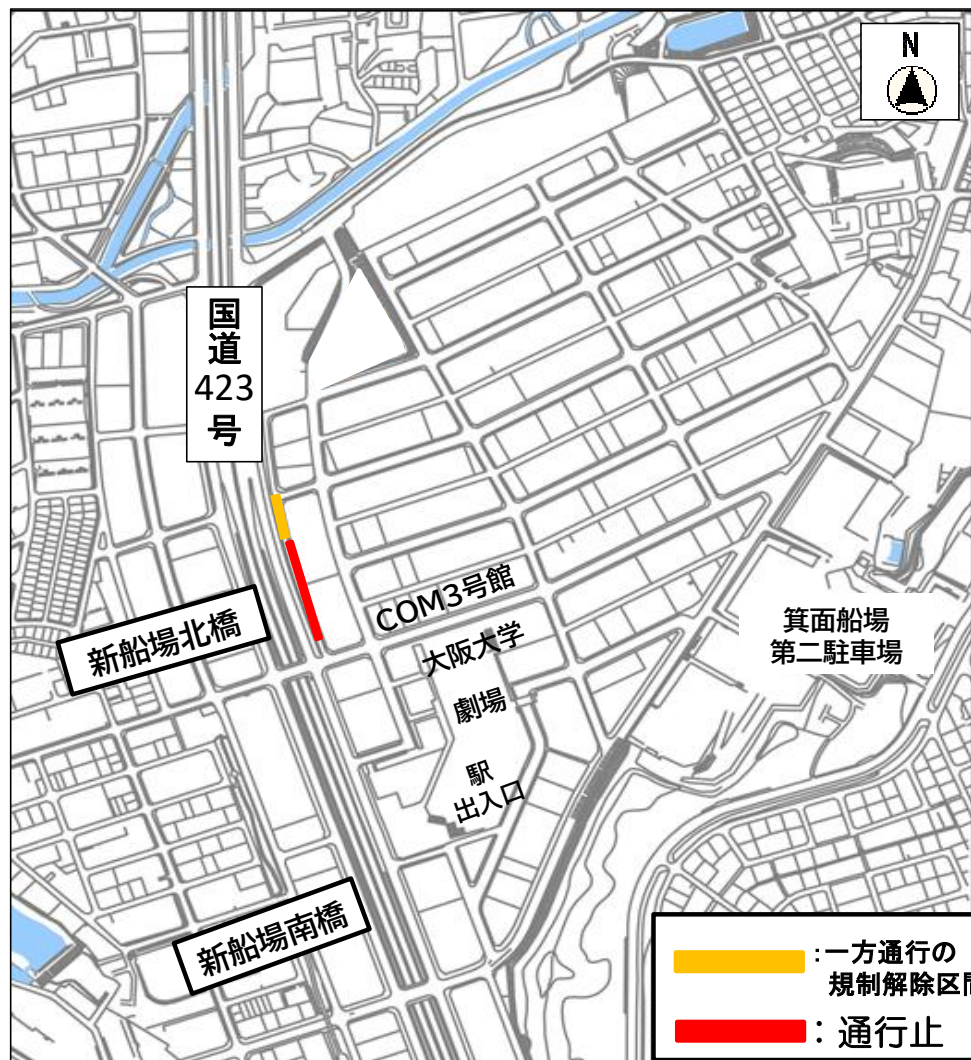 N
国道
423
号
新船場北橋
COM3号館
大阪大学
劇場
駅
出入口
箕面船場
第二駐車場
新船場南橋
:一方通行の
規制解除区間
：通行止